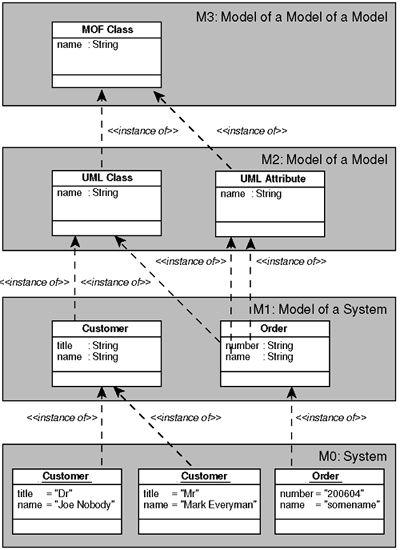 M3: Model of a Model of a Model
MOF Class
name : String
<<instance of>> <<instance of>>
M2: Model of a Model
UML Class UML Attribute
name : String name : String
<<instance of>> <<instance of>> <<instance of>> <<instance of>>
M1: Model of a System
Customer Order
title : String number : String
name : String name : String
<<instance of>> <<instance of>> <<instance of>>
M0: System
Customer Customer Order
title = "Dr" title = "Mr" number = "200604"
name = "Joe Nobody" name = "Mark Everyman" name = "somename"